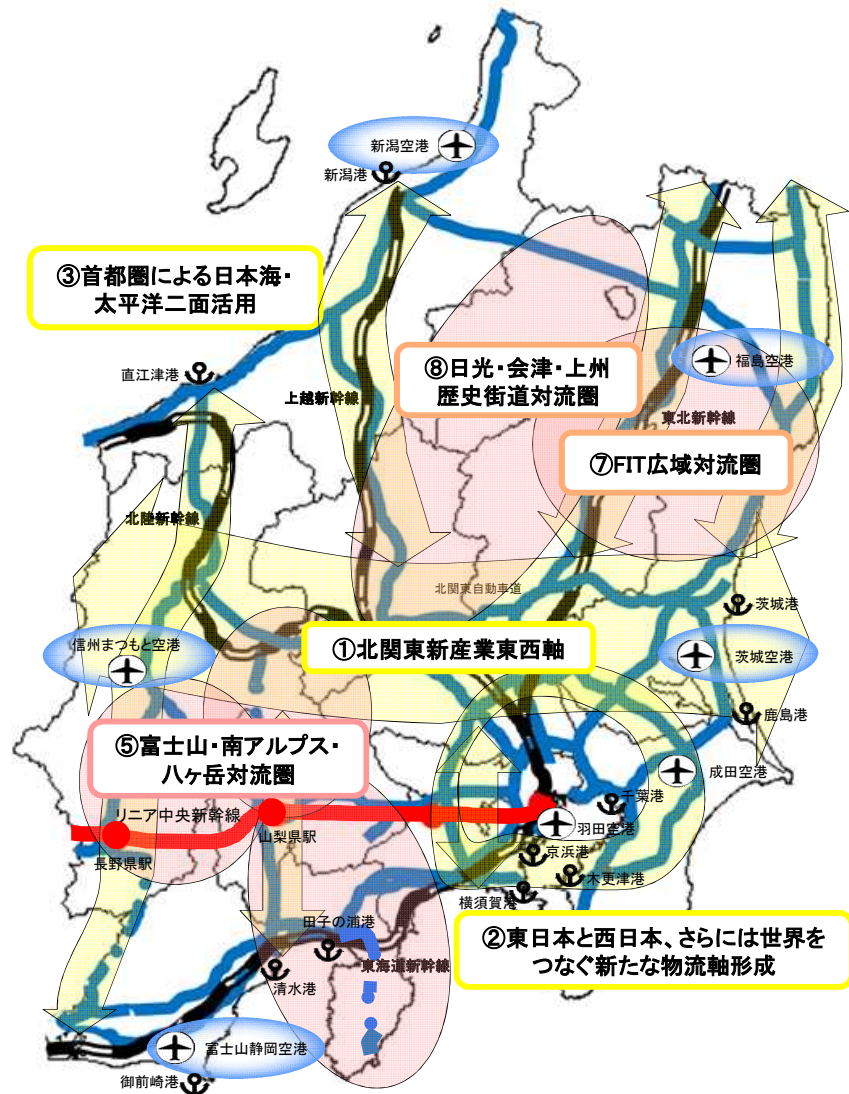 新潟空港
新潟港
③首都圏による日本海・
太平洋二面活用
直江津港
上越新幹線
⑧日光・会津・上州
歴史街道対流圏
福島空港
東北新幹線
⑦FIT広域対流圏
北陸新幹線
北関東自動車道
茨城港
信州まつもと空港
①北関東新産業東西軸
茨城空港
鹿島港
⑤富士山・南アルプス・
八ヶ岳対流圏
成田空港
リニア中央新幹線
千葉港
山梨県駅
羽田空港
長野県駅
京浜港
木更津港
横須賀港
②東日本と西日本、さらには世界を
つなぐ新たな物流軸形成
田子の浦港
東海道新幹線
清水港
富士山静岡空港
御前崎港